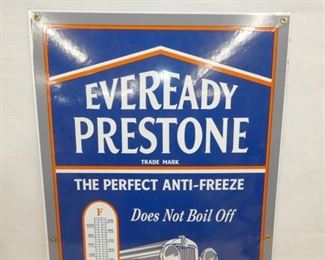 EVEREADY
PRESTONE
TRADE MARK
THE PERFECT ANTI-FREEZE
F
Does Not Boil Off